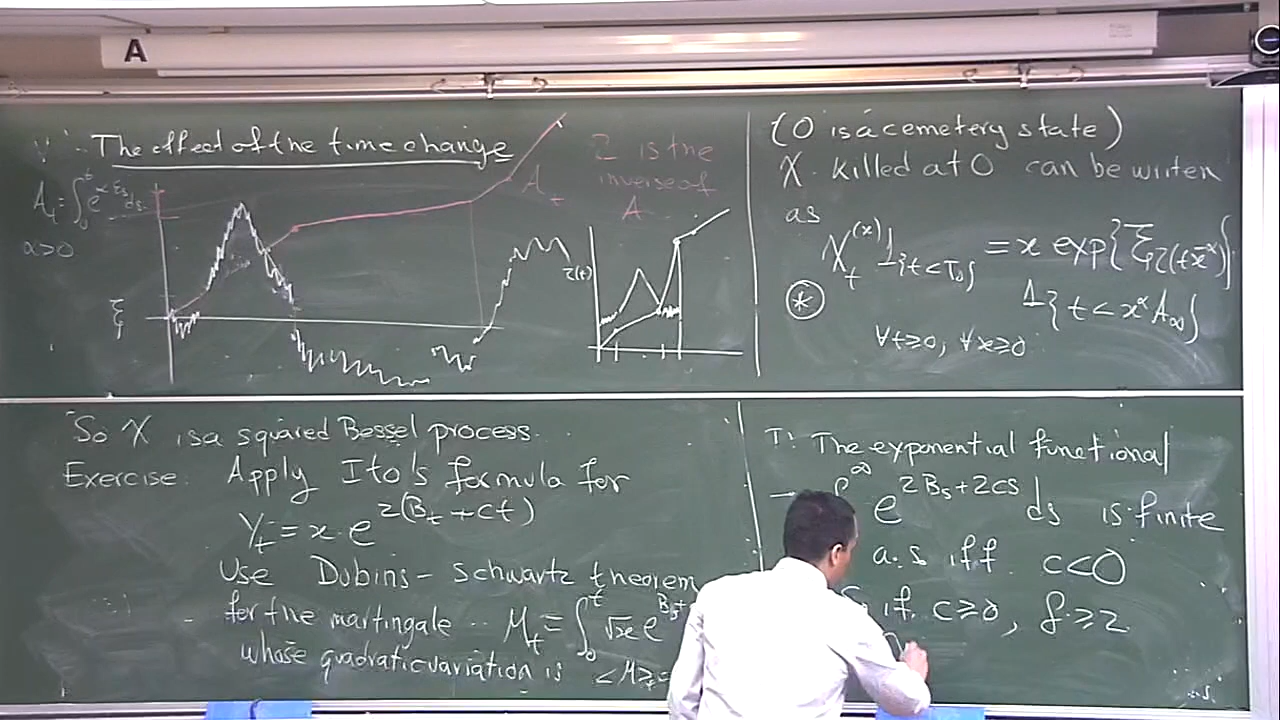 A
The effect of the time change
A_t = ∫_0^t e^{α ξ_s} ds
α>0
ξ
A_t
τ is the
inverse of
A
τ(t)
(0 is a cemetery state)
X killed at 0 can be writen
as
X_t^{(x)} 1_{t<T_0} = x exp{ξ_{τ(t x^{-α})}}
1{t < x^α A_∞}
⊛
∀t≥0, ∀x≥0
So X is a squared Bessel process.
Exercise: Apply Ito's formula for
Y_t = x e^{2(B_t + ct)}
Use Dubins-Schwartz theorem
for the martingale M_t = ∫_0^t √x e^{B_s+
whose quadratic variation is <M>_t =
The exponential functional
∫^∞ e^{2B_s+2cs} ds is finite
a.s iff c<0
if c≥0, δ≥2